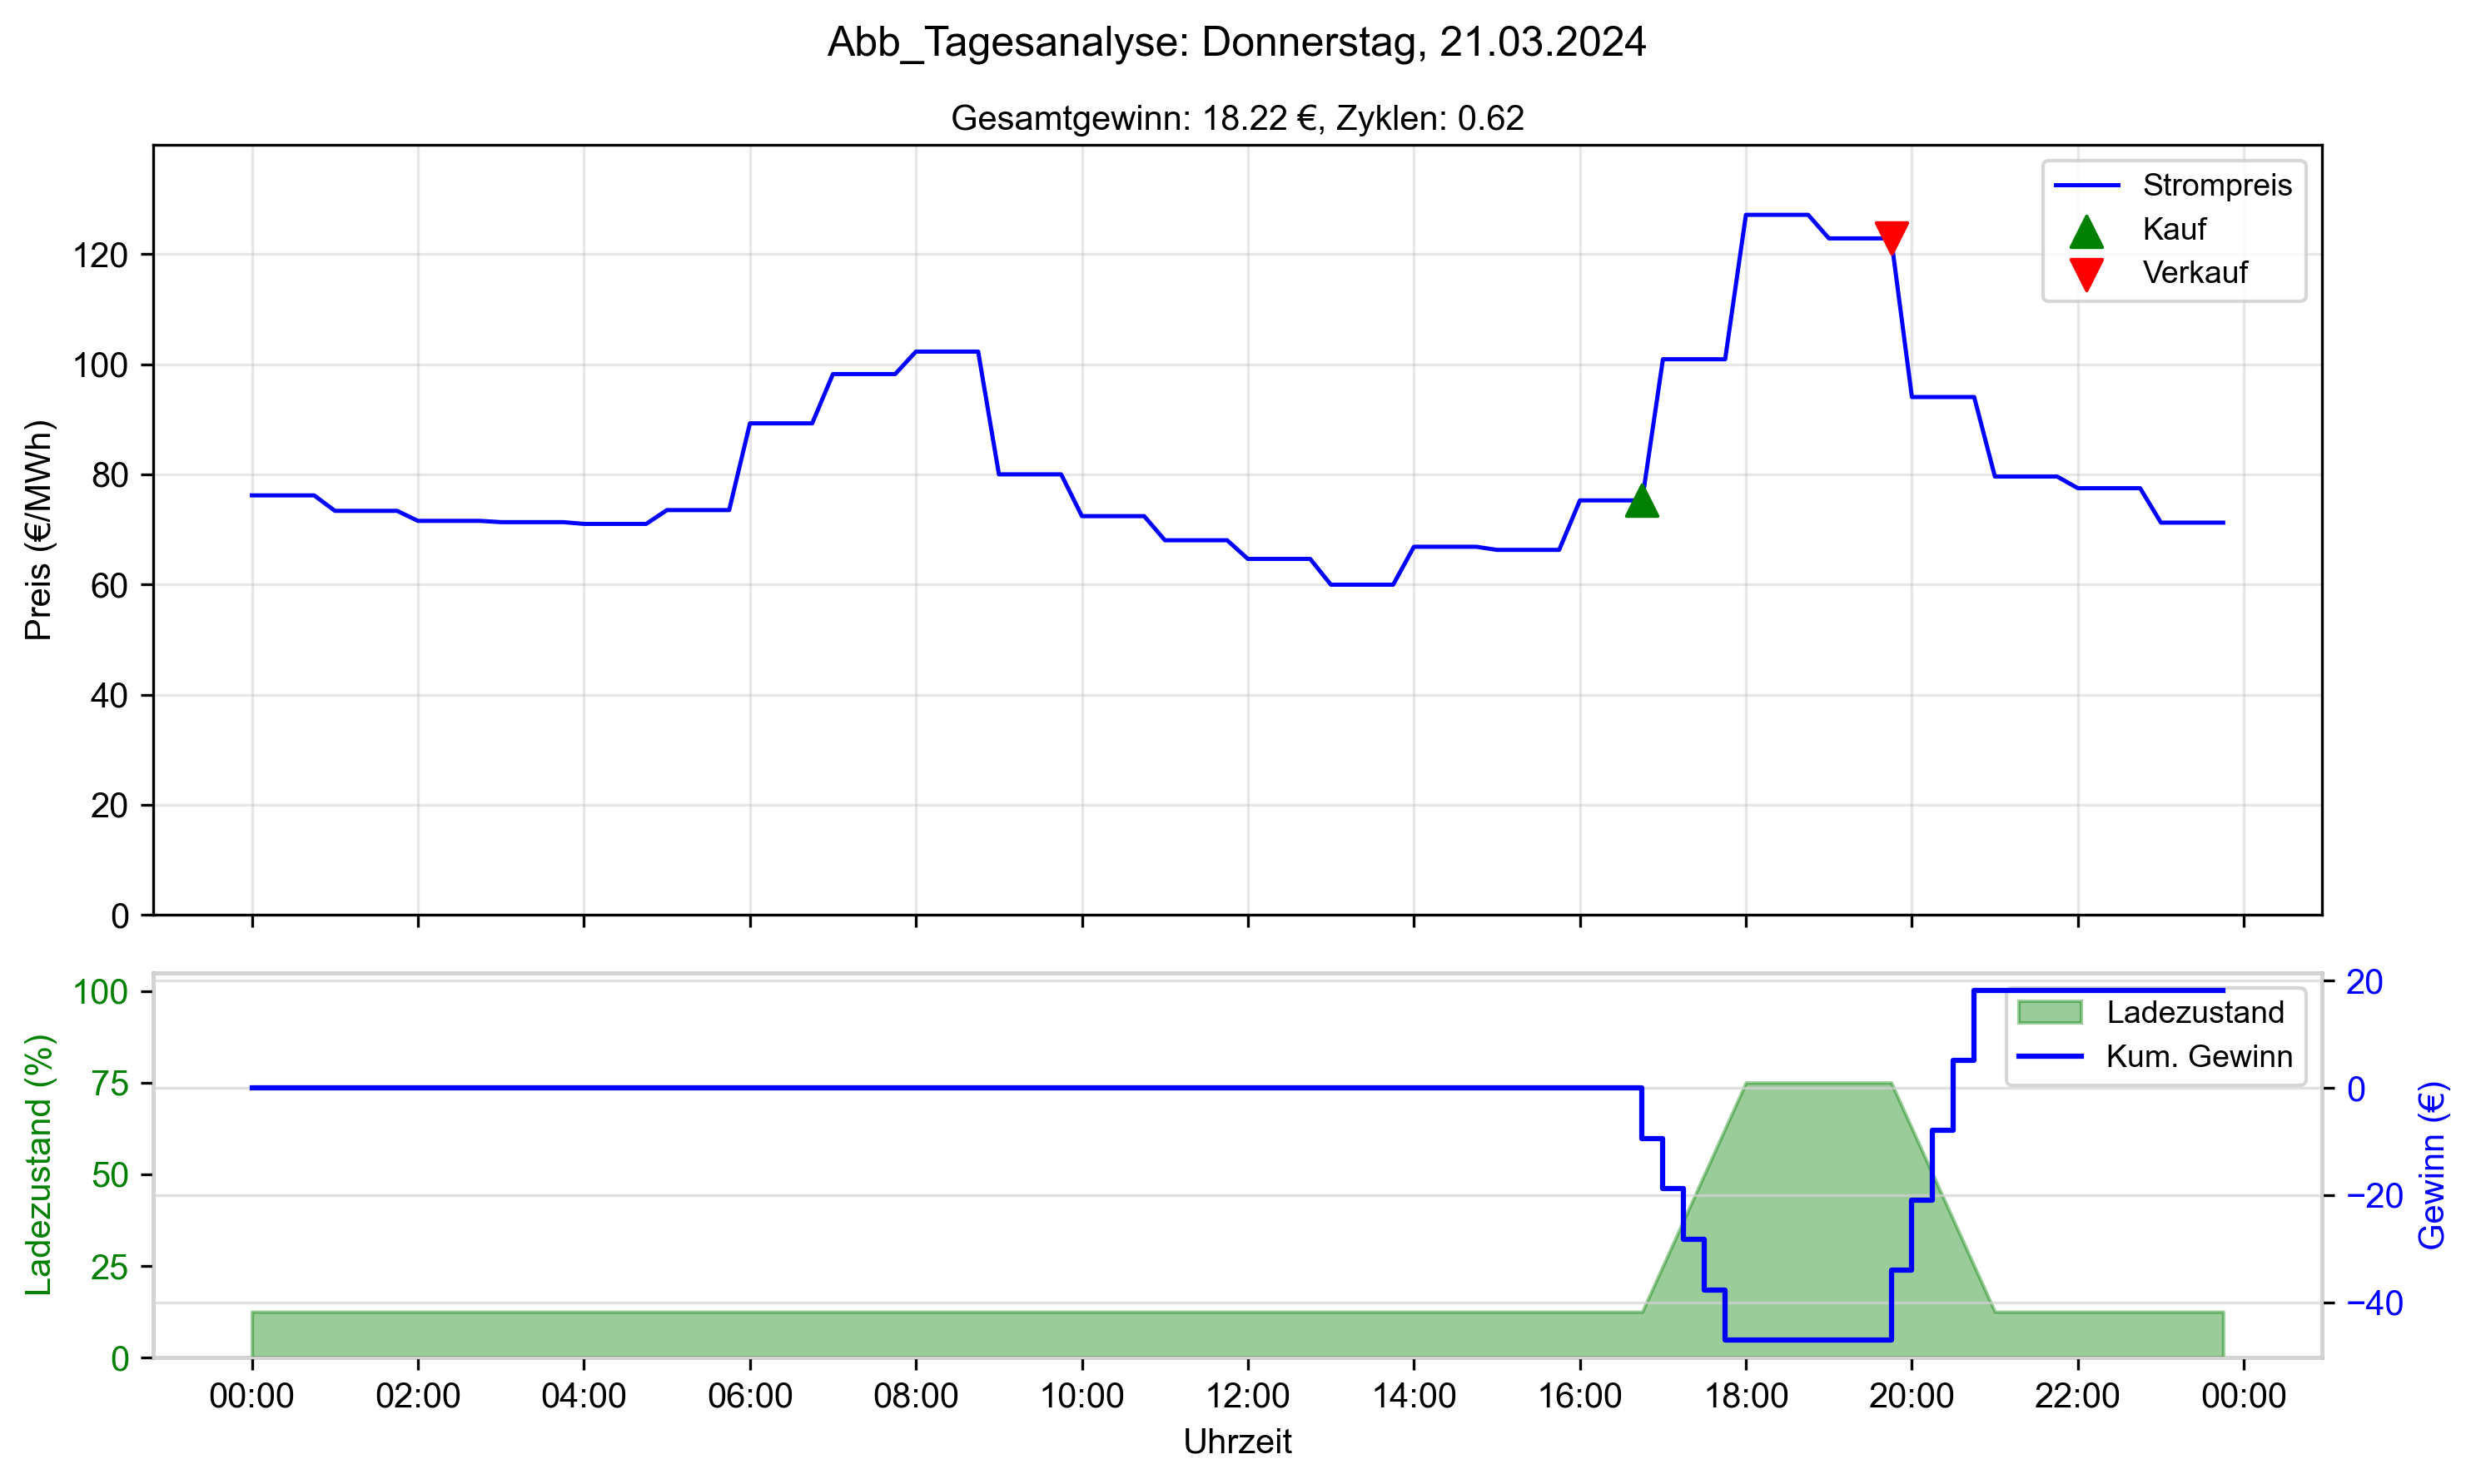 Abb_Tagesanalyse: Donnerstag, 21.03.2024
Gesamtgewinn: 18.22 €, Zyklen: 0.62
Preis (€/MWh)
120
100
80
60
40
20
0
Strompreis
Kauf
Verkauf
Ladezustand (%)
100
75
50
25
0
Ladezustand
Kum. Gewinn
20
0
−20
−40
Gewinn (€)
00:00 02:00 04:00 06:00 08:00 10:00 12:00 14:00 16:00 18:00 20:00 22:00 00:00
Uhrzeit